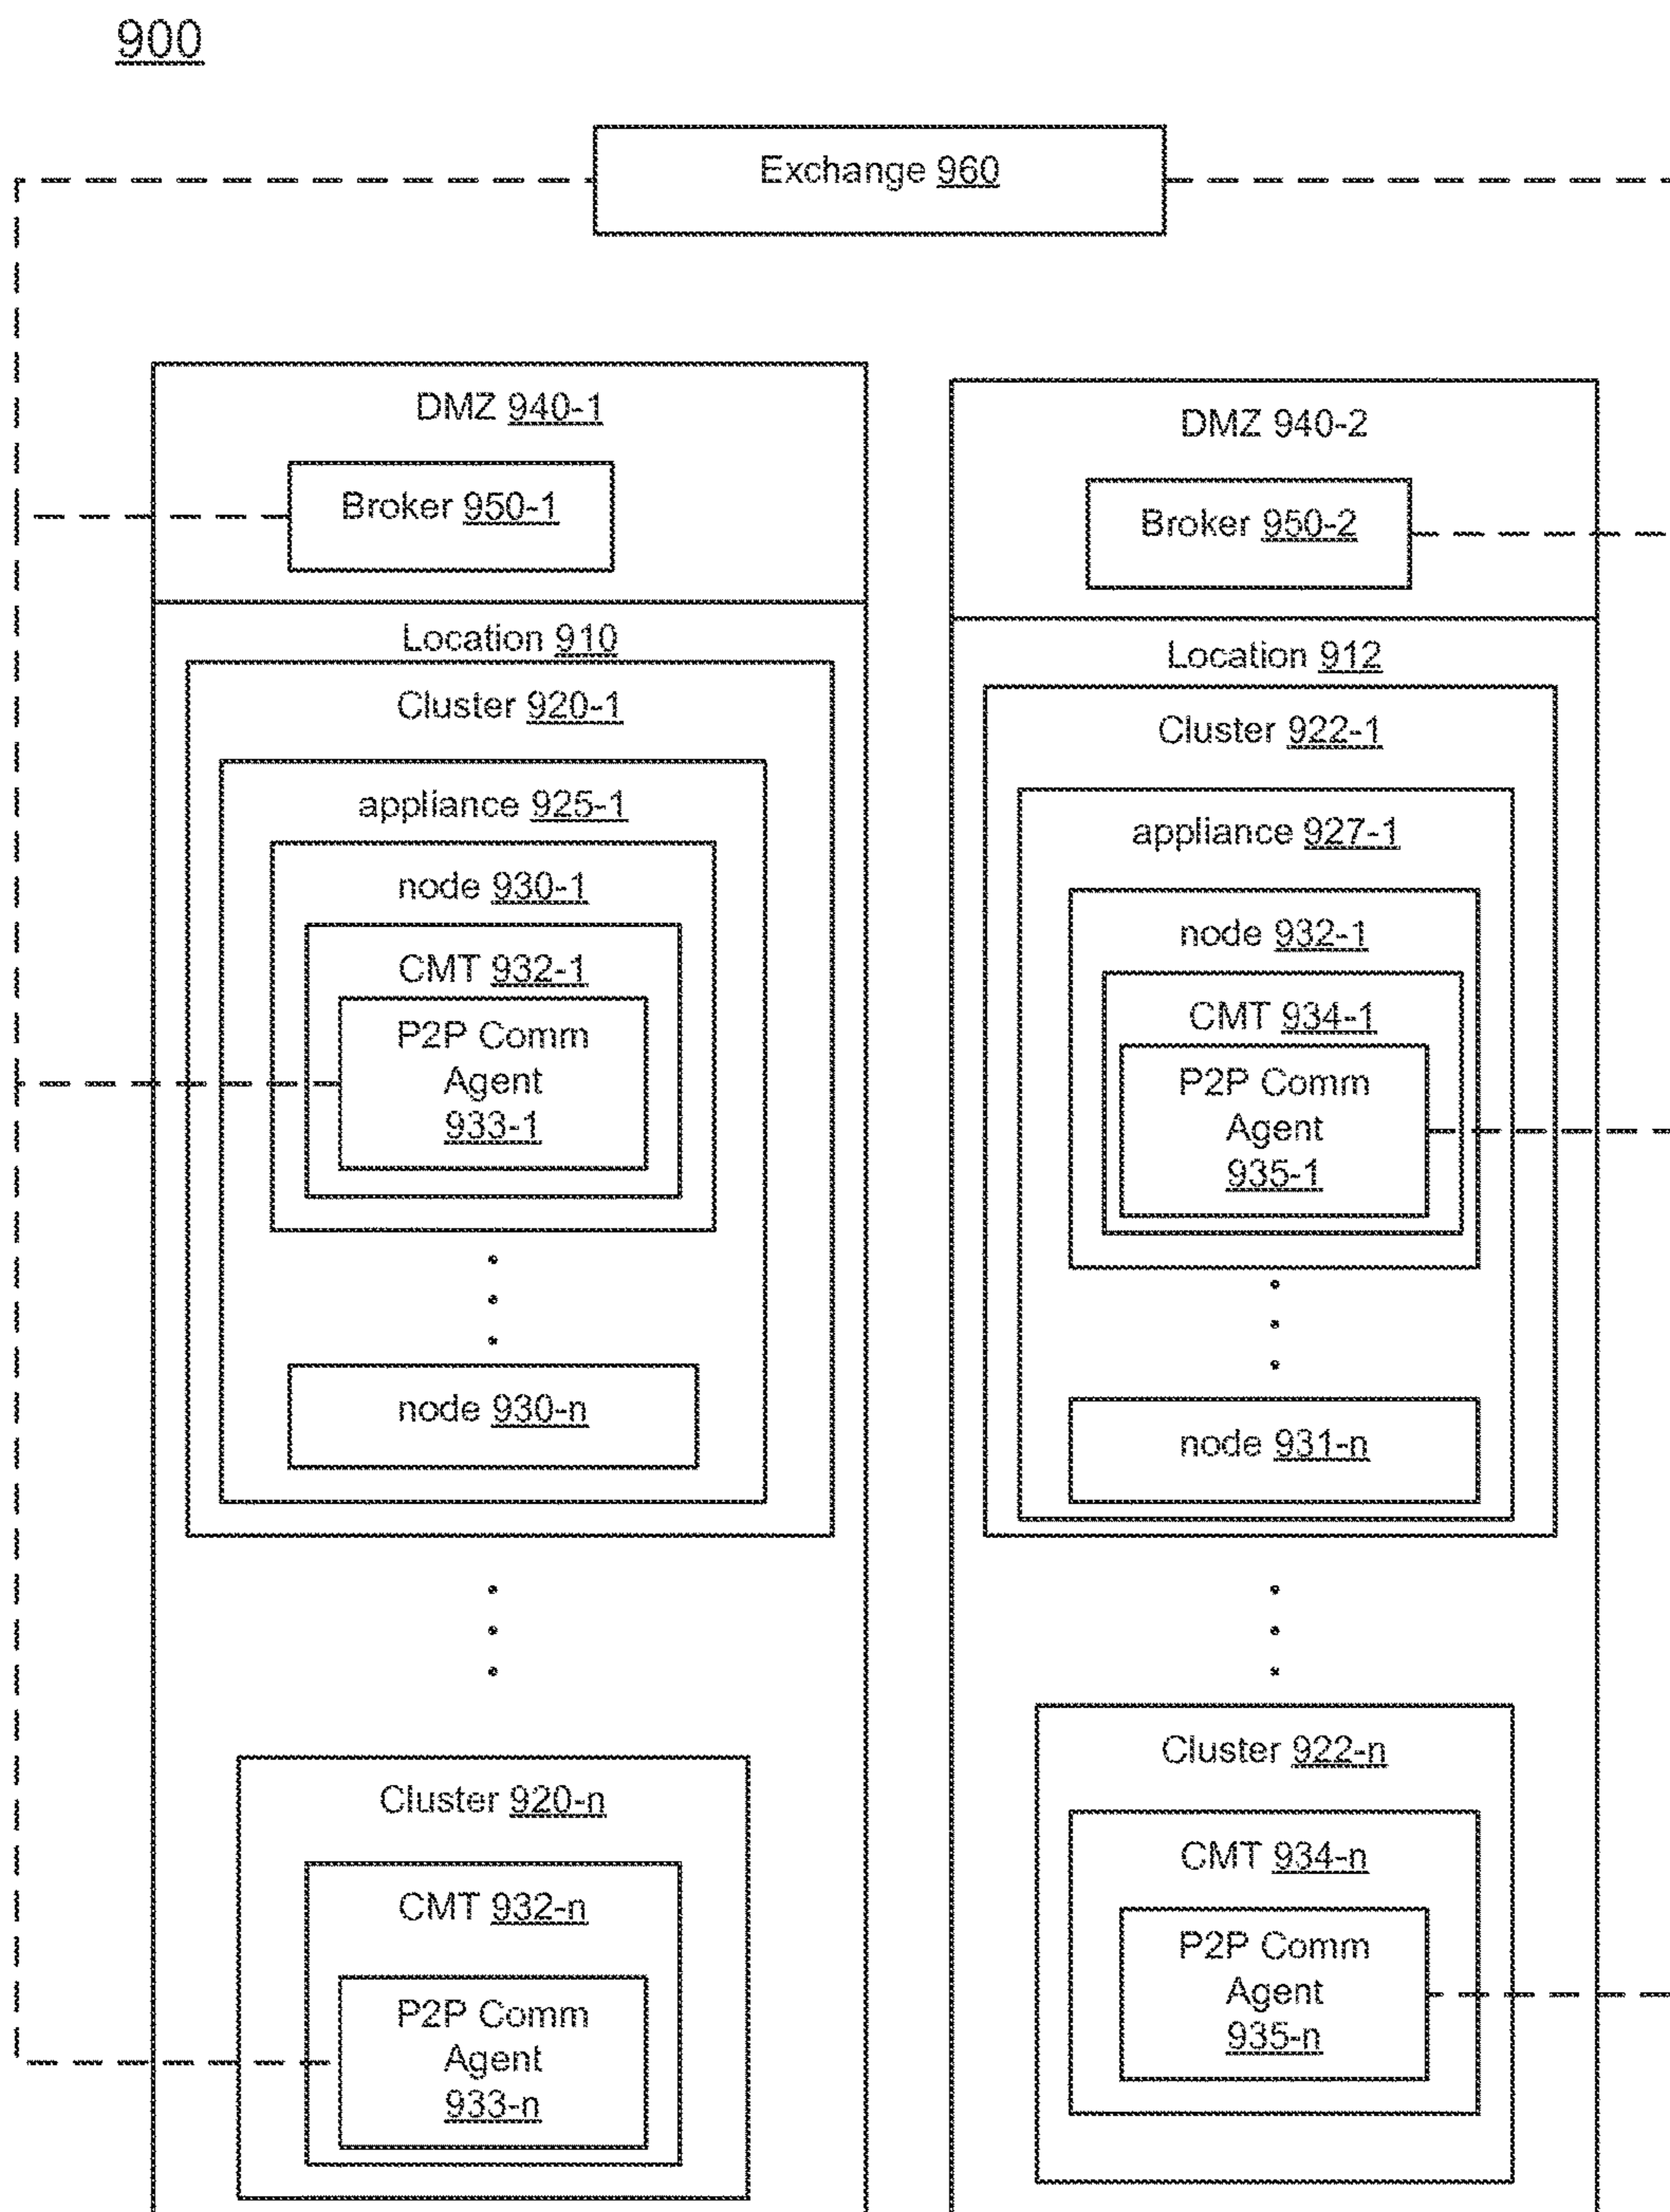 900
Exchange 960
DMZ 940-1
Broker 950-1
Location 910
Cluster 920-1
appliance 925-1
node 930-1
CMT 932-1
P2P Comm
Agent
933-1
node 930-n
Cluster 920-n
CMT 932-n
P2P Comm
Agent
933-n
DMZ 940-2
Broker 950-2
Location 912
Cluster 922-1
appliance 927-1
node 932-1
CMT 934-1
P2P Comm
Agent
935-1
node 931-n
Cluster 922-n
CMT 934-n
P2P Comm
Agent
935-n